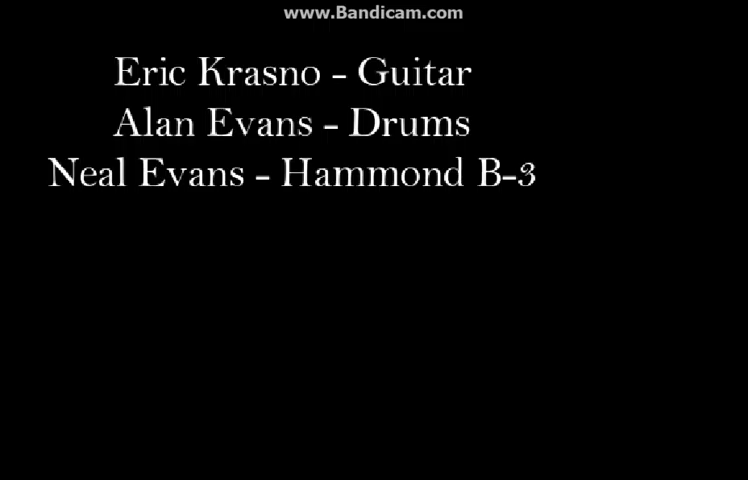 www.Bandicam.com
Eric Krasno - Guitar
Alan Evans - Drums
Neal Evans - Hammond B-3